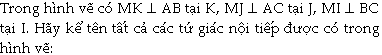 Trong hình vẽ có MK ⊥ AB tại K, MJ ⊥ AC tại J, MI ⊥ BC
tại I. Hãy kể tên tất cả các tứ giác nội tiếp được có trong
hình vẽ: